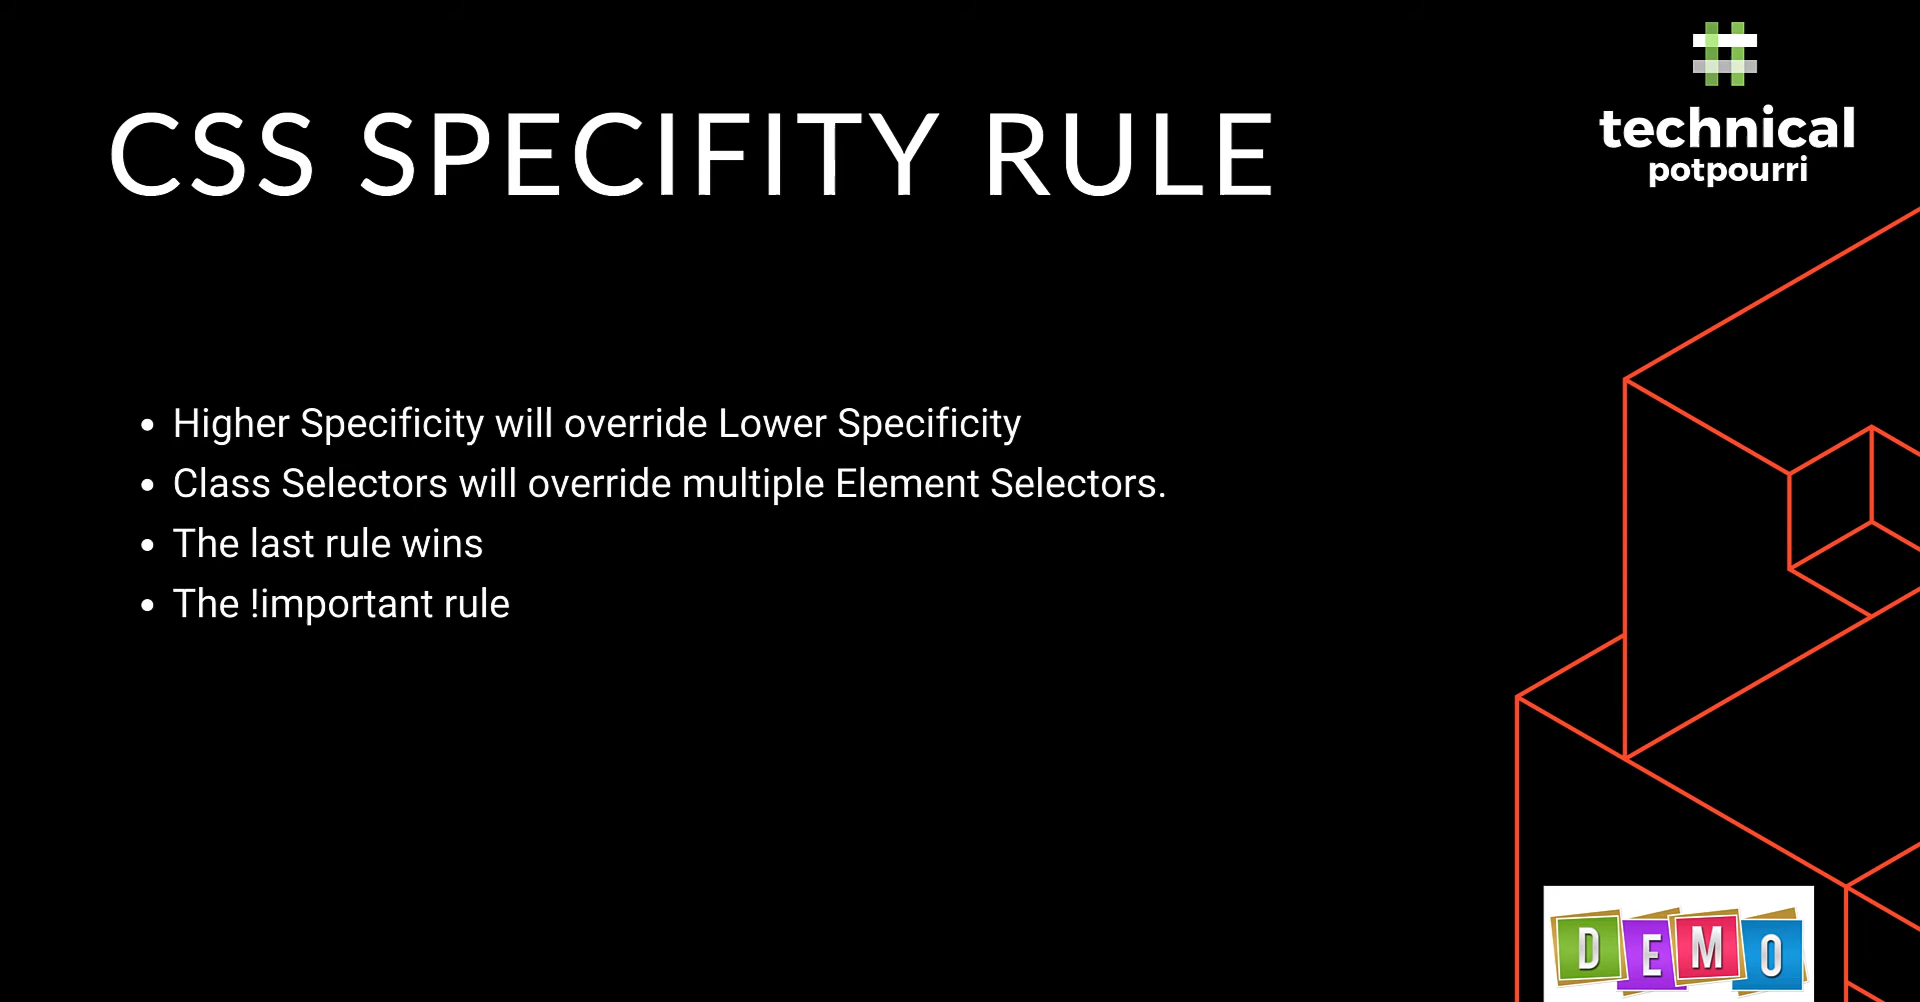 CSS SPECIFITY RULE
technical
potpourri
• Higher Specificity will override Lower Specificity
• Class Selectors will override multiple Element Selectors.
• The last rule wins
• The !important rule
DEMO